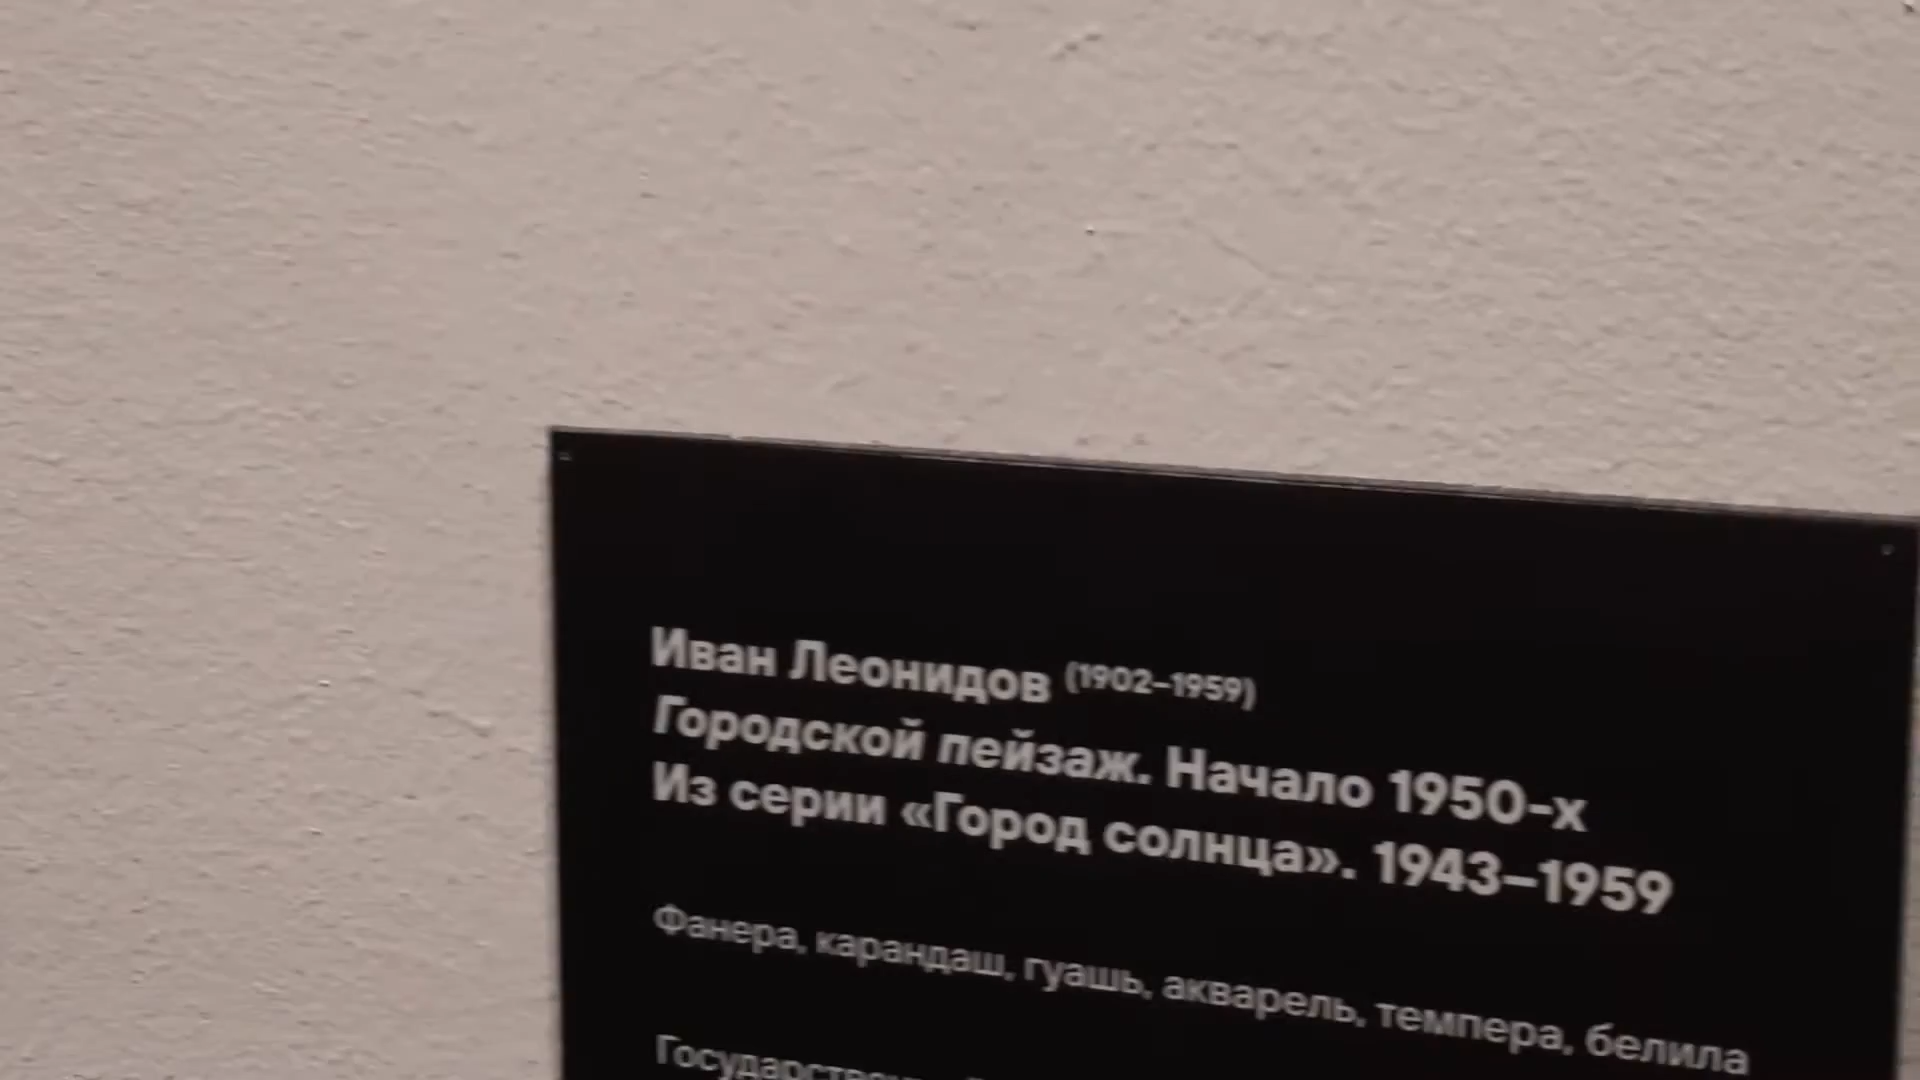 Иван Леонидов (1902–1959)
Городской пейзаж. Начало 1950-х
Из серии «Город солнца». 1943–1959
Фанера, карандаш, гуашь, акварель, темпера, белила